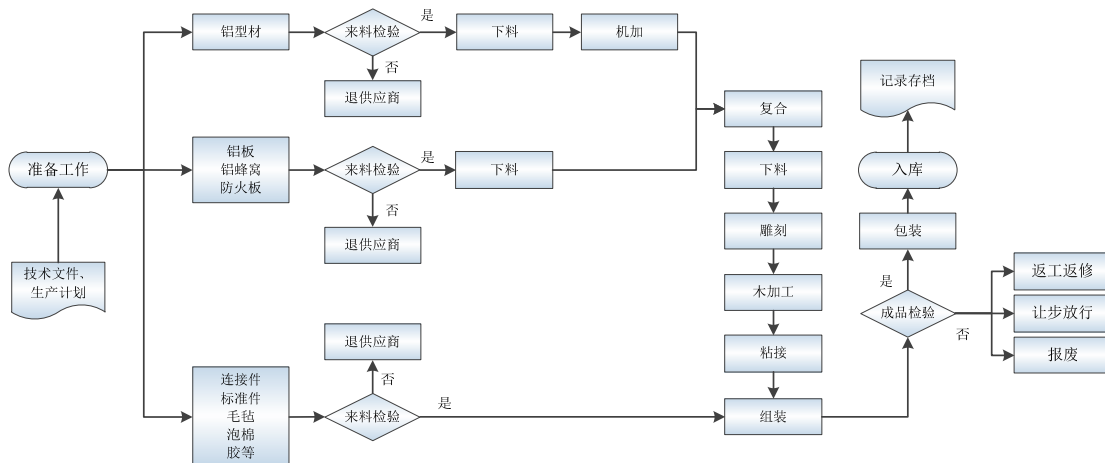 铝型材
来料检验
是
下料
机加
否
退供应商
记录存档
复合
准备工作
铝板
铝蜂窝
防火板
来料检验
是
下料
下料
入库
否
退供应商
雕刻
包装
技术文件、
生产计划
木加工
是
成品检验
否
返工返修
让步放行
报废
退供应商
粘接
否
连接件
标准件
毛毡
泡棉
胶等
来料检验
是
组装